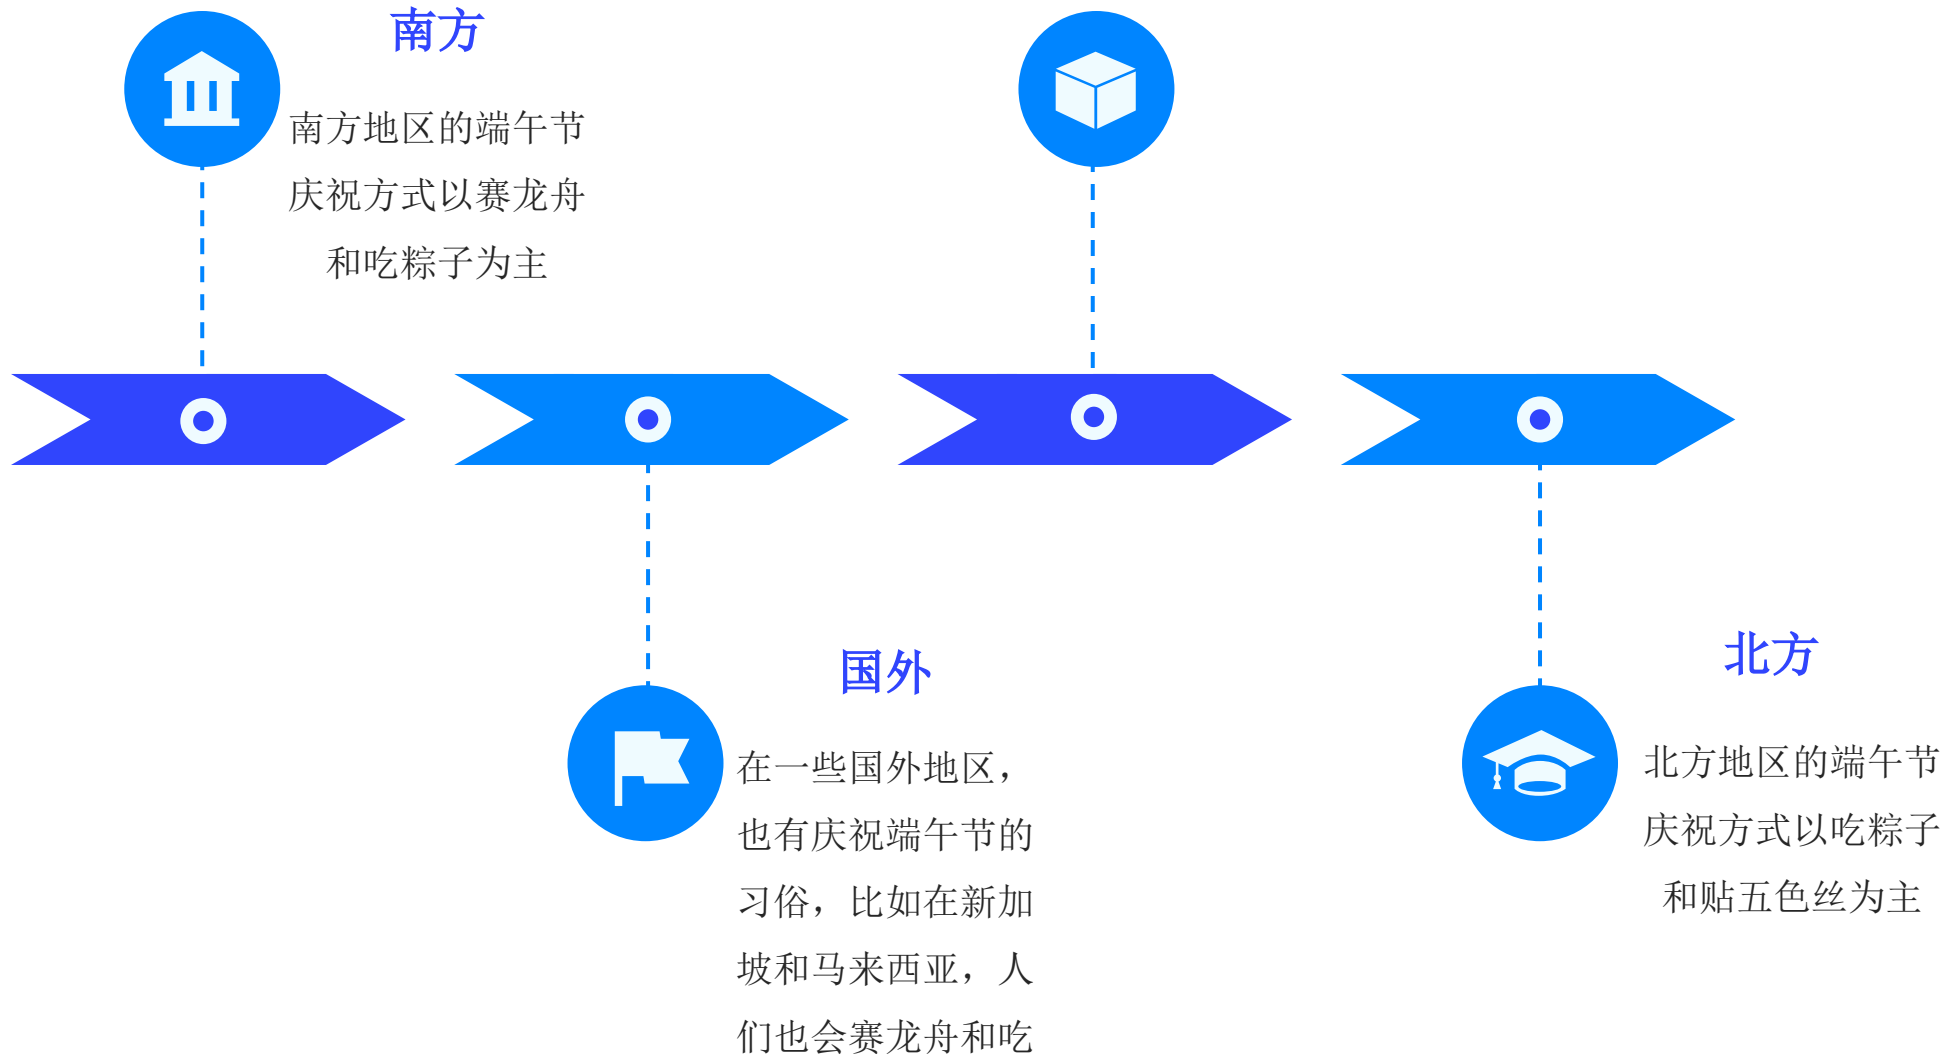 南方
南方地区的端午节
庆祝方式以赛龙舟
和吃粽子为主
国外
在一些国外地区，
也有庆祝端午节的
习俗，比如在新加
坡和马来西亚，人
们也会赛龙舟和吃
北方
北方地区的端午节
庆祝方式以吃粽子
和贴五色丝为主